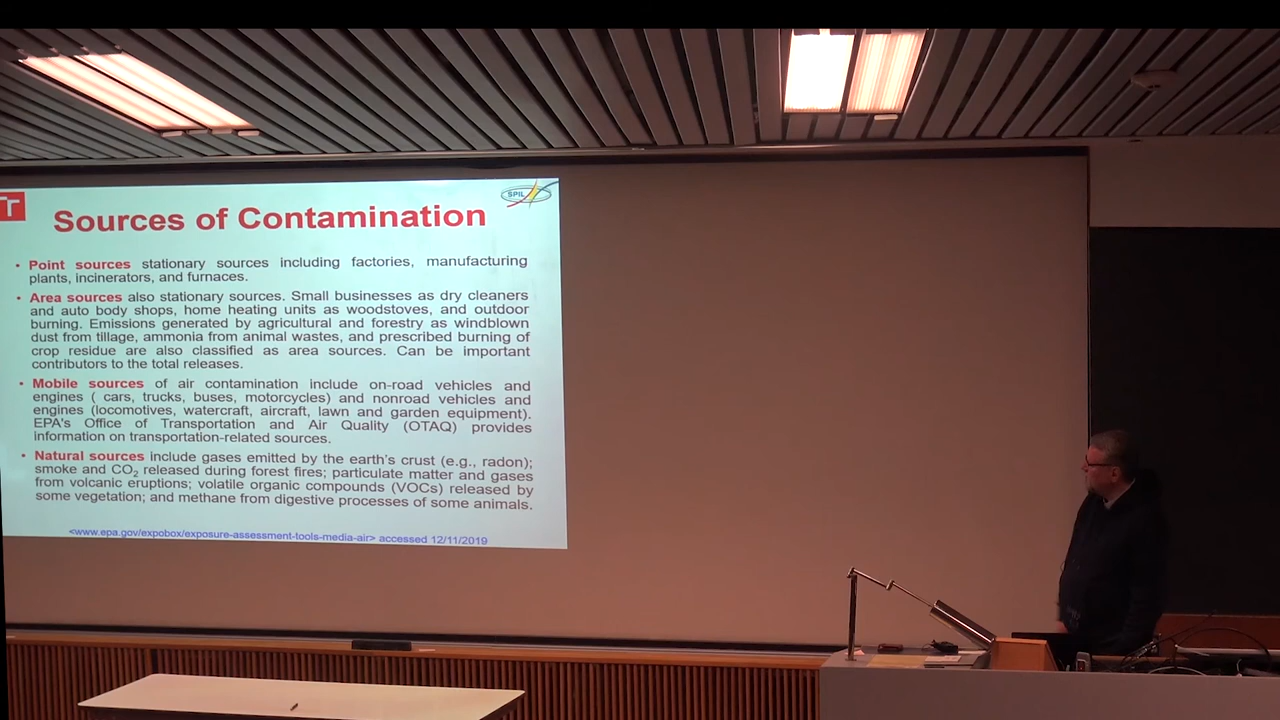 T
SPIL
Sources of Contamination
• Point sources stationary sources including factories, manufacturing
plants, incinerators, and furnaces.
• Area sources also stationary sources. Small businesses as dry cleaners
and auto body shops, home heating units as woodstoves, and outdoor
burning. Emissions generated by agricultural and forestry as windblown
dust from tillage, ammonia from animal wastes, and prescribed burning of
crop residue are also classified as area sources. Can be important
contributors to the total releases.
• Mobile sources of air contamination include on-road vehicles and
engines ( cars, trucks, buses, motorcycles) and nonroad vehicles and
engines (locomotives, watercraft, aircraft, lawn and garden equipment).
EPA's Office of Transportation and Air Quality (OTAQ) provides
information on transportation-related sources.
• Natural sources include gases emitted by the earth's crust (e.g., radon);
smoke and CO₂ released during forest fires; particulate matter and gases
from volcanic eruptions; volatile organic compounds (VOCs) released by
some vegetation; and methane from digestive processes of some animals.
<www.epa.gov/expobox/exposure-assessment-tools-media-air> accessed 12/11/2019